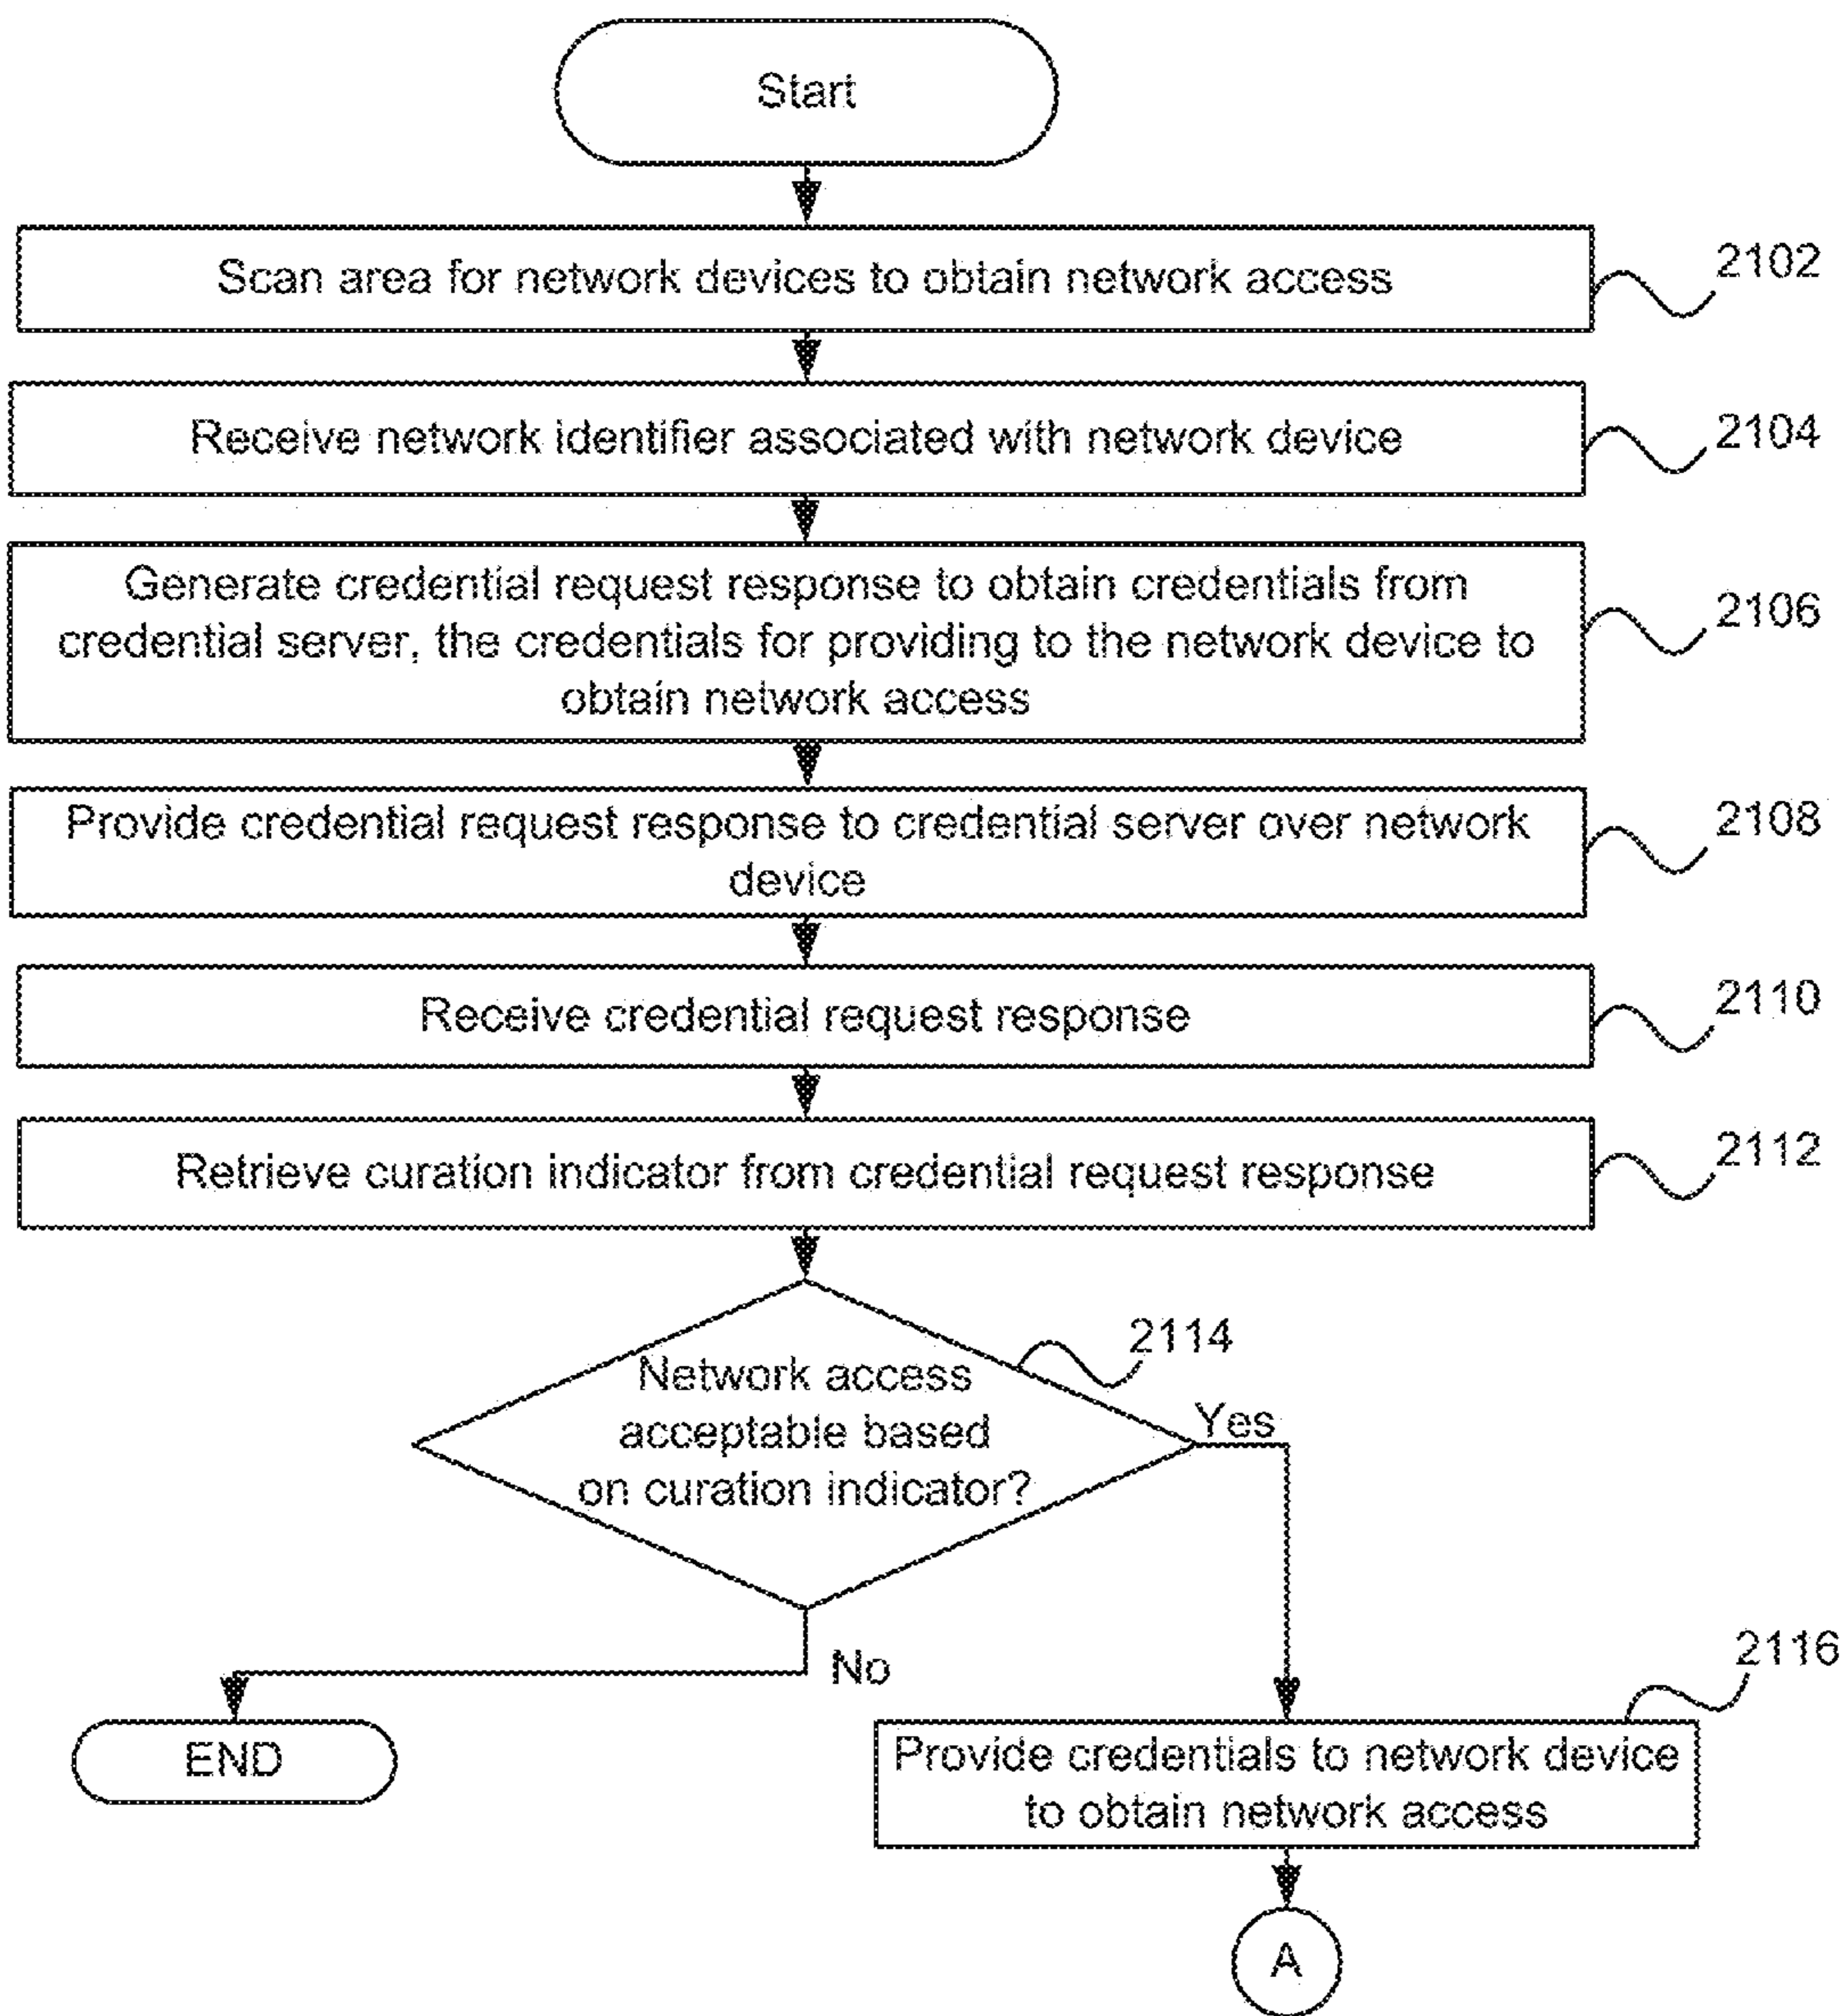 Start
Scan area for network devices to obtain network access
2102
Receive network identifier associated with network device
2104
Generate credential request response to obtain credentials from
credential server, the credentials for providing to the network device to
obtain network access
2106
Provide credential request response to credential server over network
device
2108
Receive credential request response
2110
Retrieve curation indicator from credential request response
2112
2114
Network access
acceptable based
on curation indicator?
Yes
No
2116
END
Provide credentials to network device
to obtain network access
A